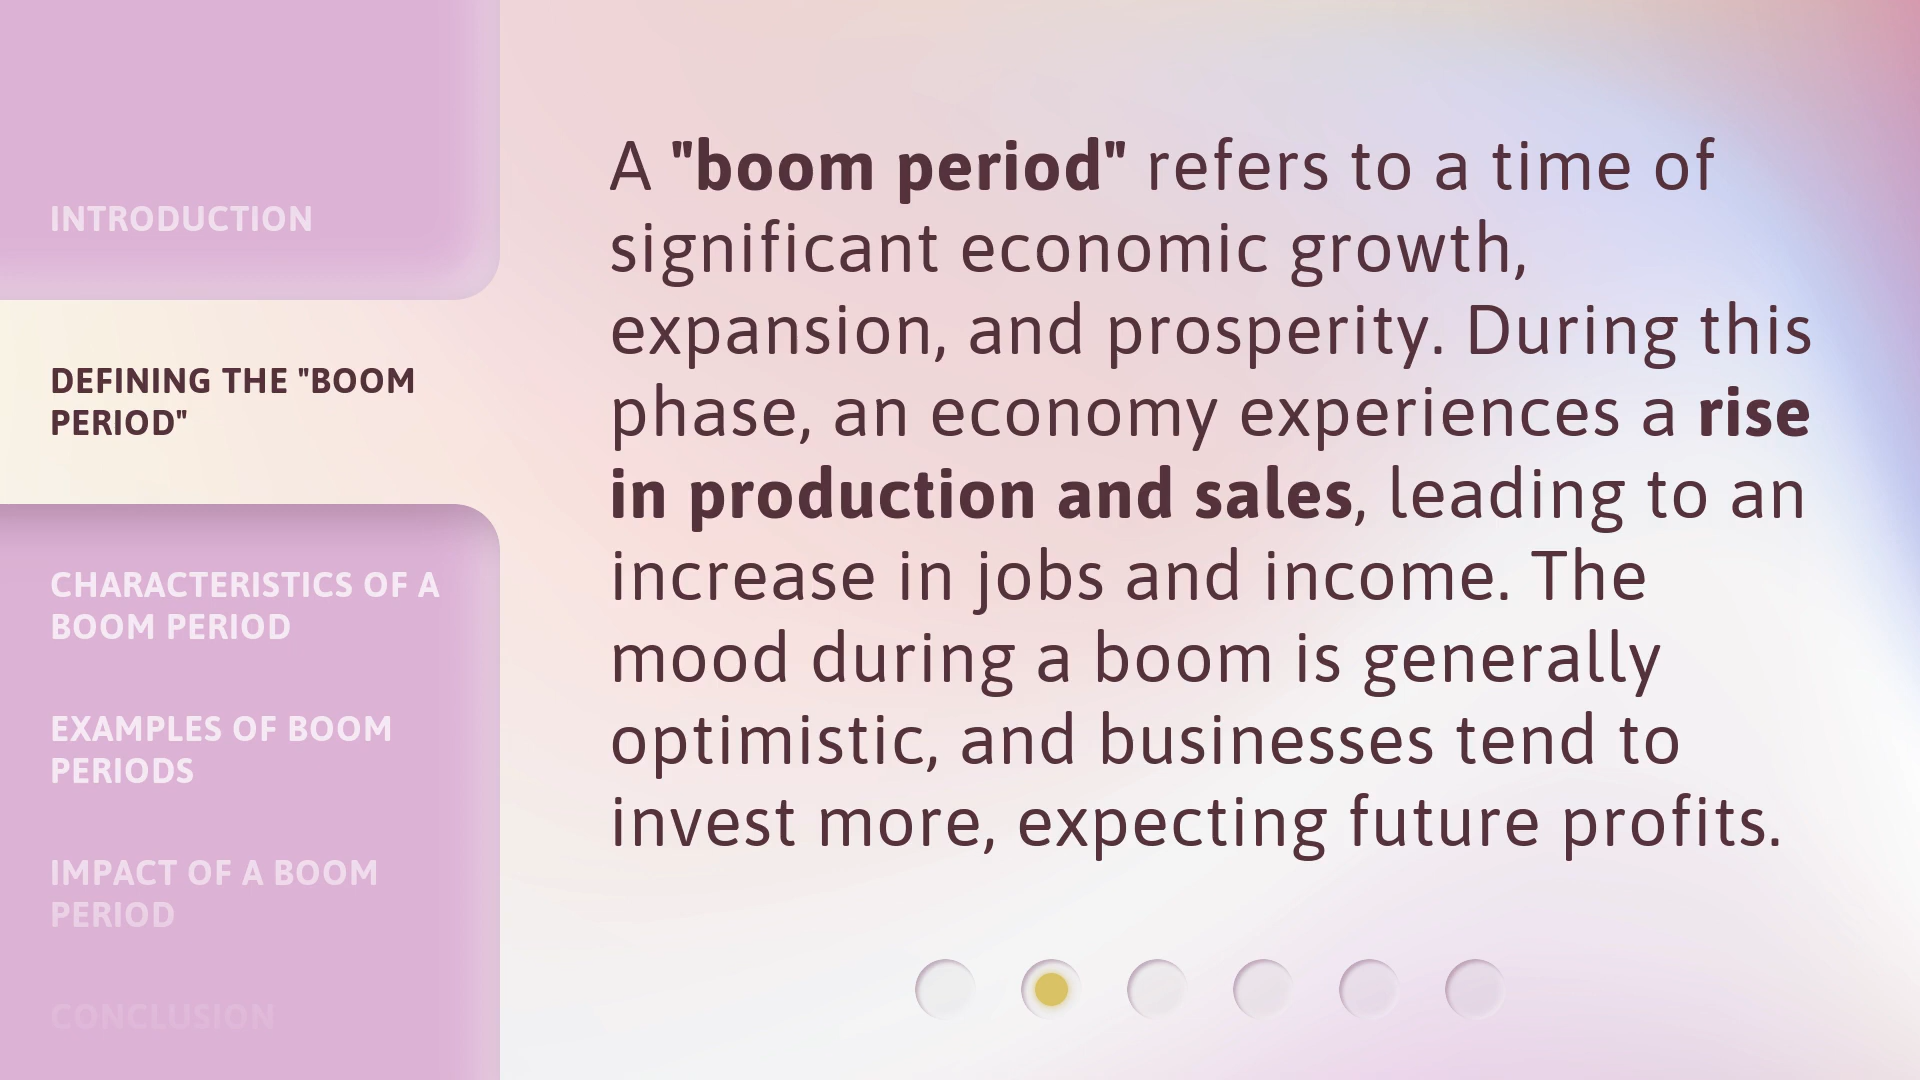 INTRODUCTION
DEFINING THE "BOOM
PERIOD"
CHARACTERISTICS OF A
BOOM PERIOD
EXAMPLES OF BOOM
PERIODS
IMPACT OF A BOOM
PERIOD
CONCLUSION
A "boom period" refers to a time of
significant economic growth,
expansion, and prosperity. During this
phase, an economy experiences a rise
in production and sales, leading to an
increase in jobs and income. The
mood during a boom is generally
optimistic, and businesses tend to
invest more, expecting future profits.